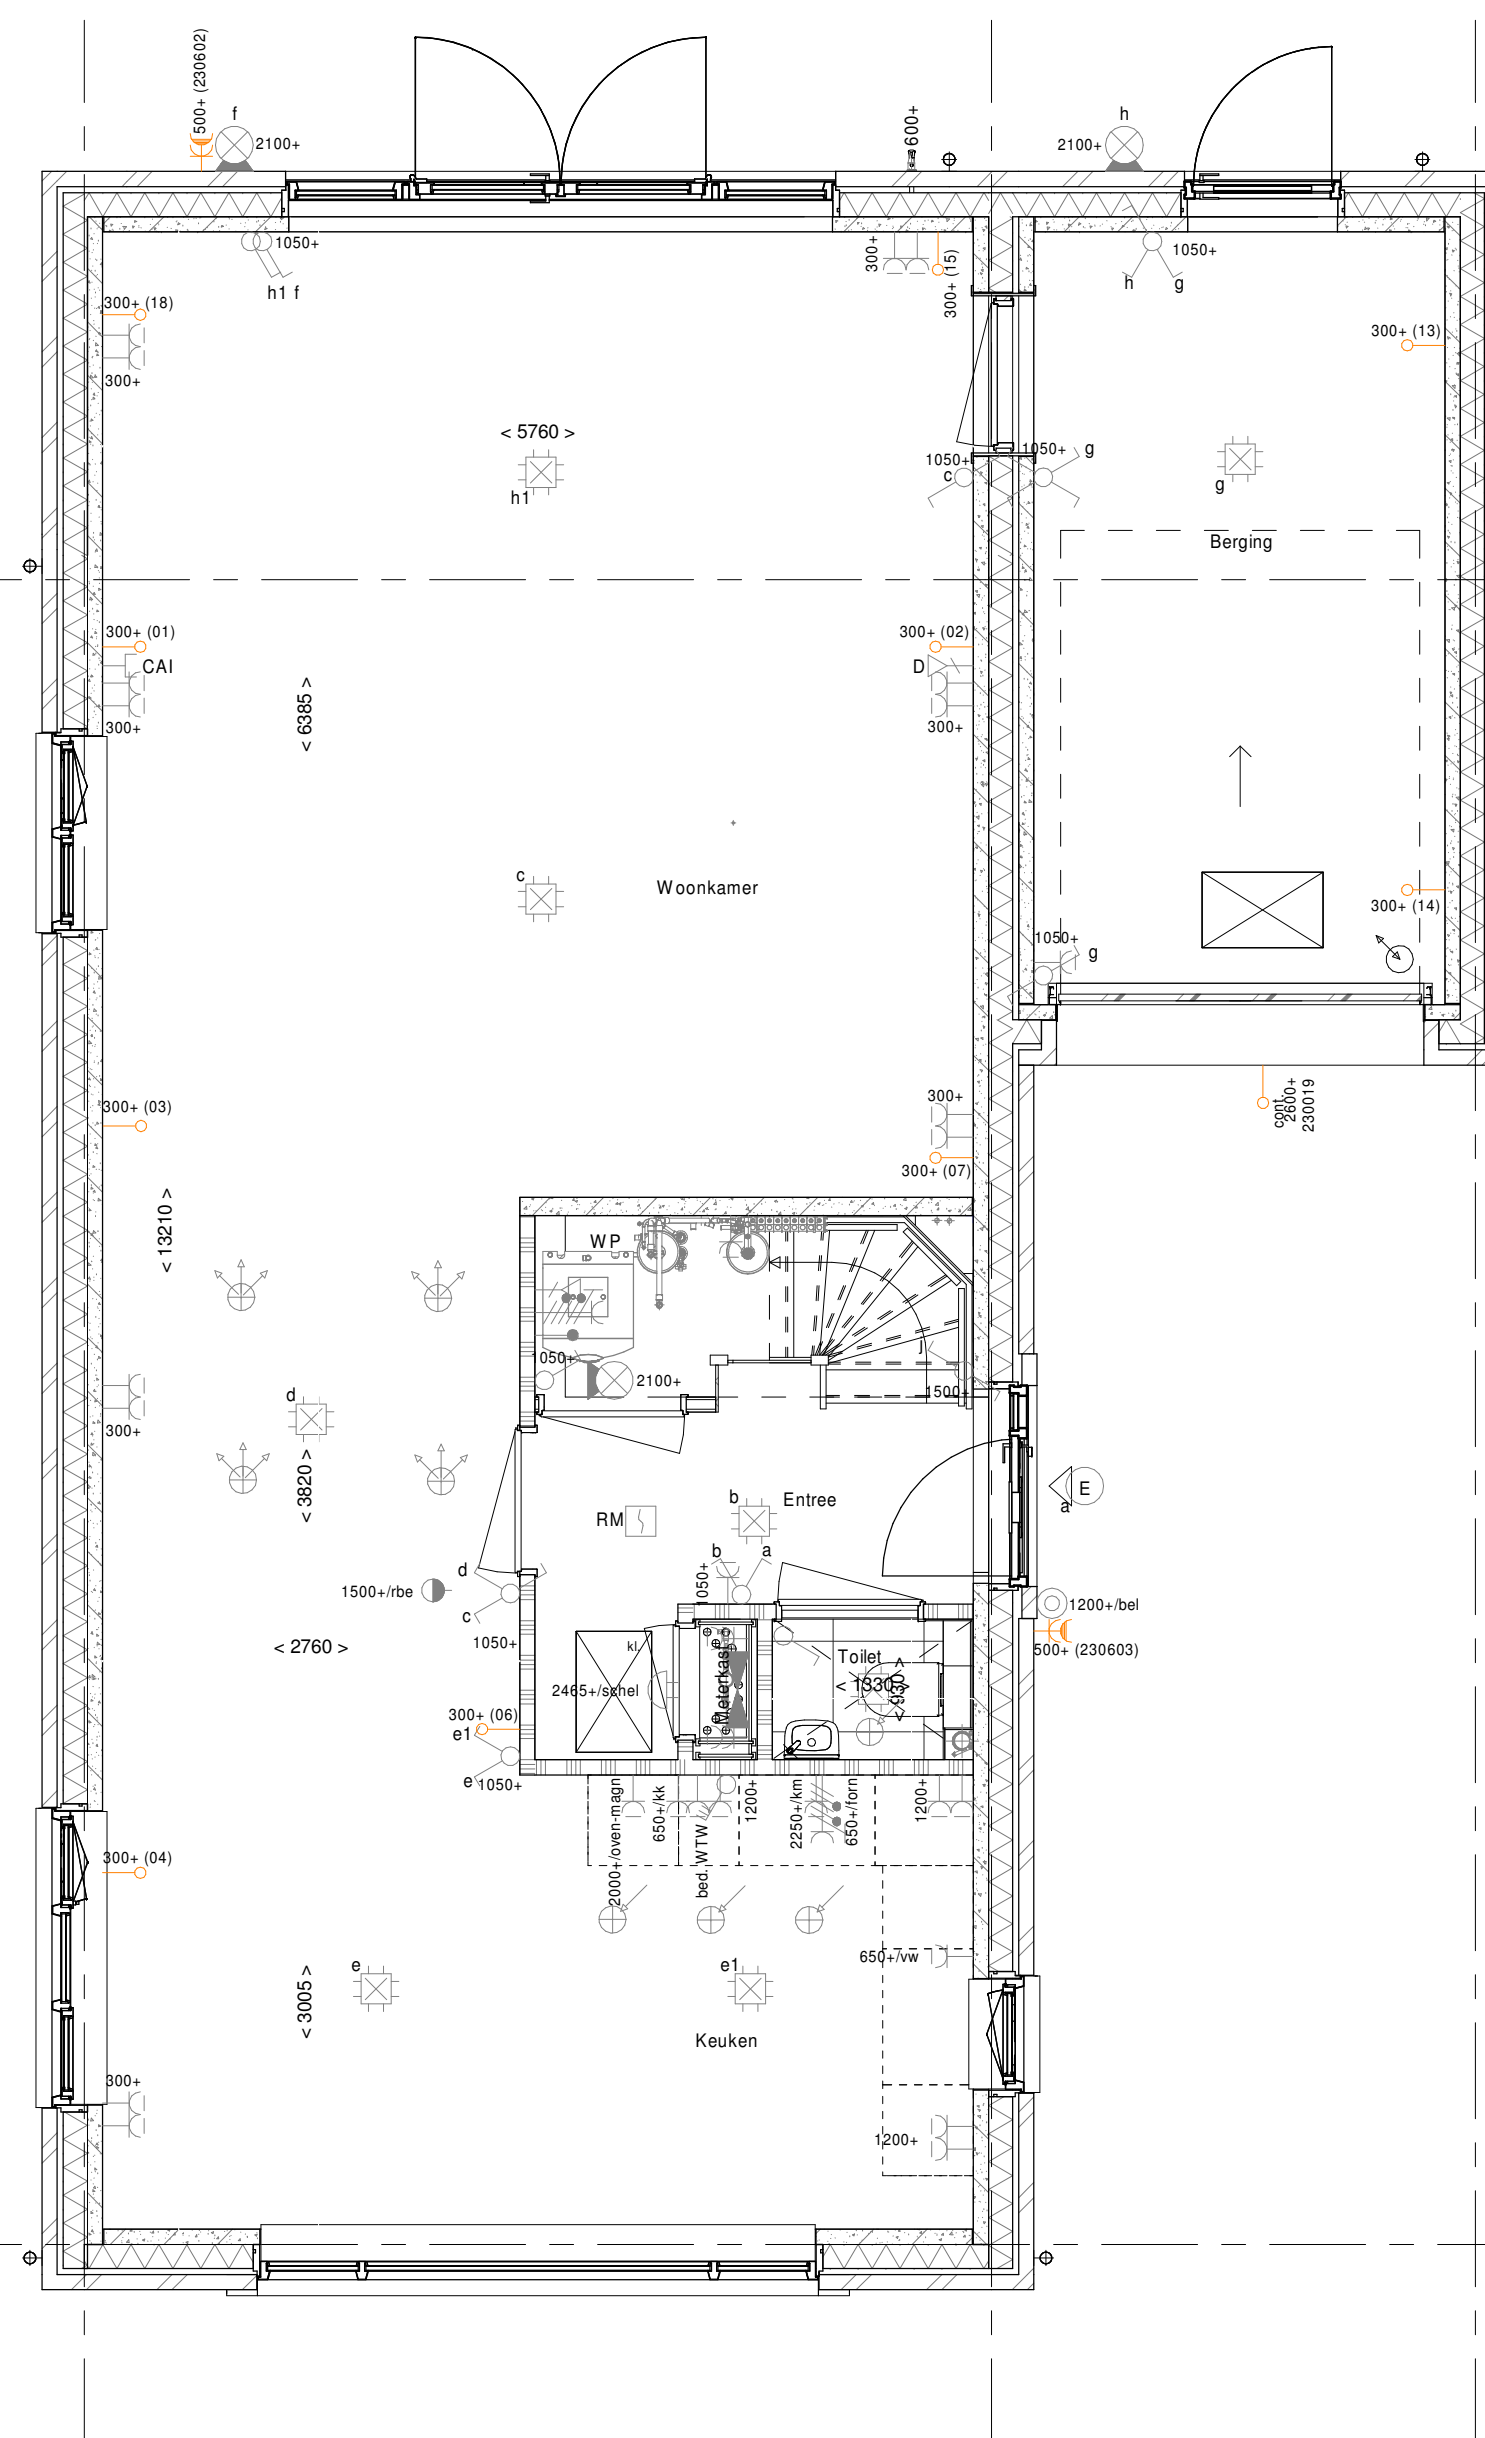 500+ (230602)
f
2100+
600+
h
2100+
1050+
h1 f
300+
300+ (15)
1050+
h
g
300+ (18)
300+
300+ (13)
< 5760 >
h1
1050+
c
1050+
g
g
Berging
300+ (01)
CAI
300+
300+ (02)
D
300+
< 6385 >
c
Woonkamer
300+ (14)
1050+
g
cont.
2600+
230019
300+ (03)
300+
300+ (07)
< 13210 >
WP
1050+
2100+
j
1500+
d
300+
< 3820 >
RM
b
Entree
E
a
b
a
1050+
1500+/rbe
d
c
1050+
1200+/bel
500+ (230603)
< 2760 >
kl.
2465+/schel
Meterkast
Toilet
< 1330 >
< 930 >
300+ (06)
e1
e
1050+
2000+/oven-magn
650+/kk
bed. WTW
1200+
2250+/km
650+/forn
1200+
300+ (04)
650+/vw
e
e1
< 3005 >
Keuken
300+
1200+